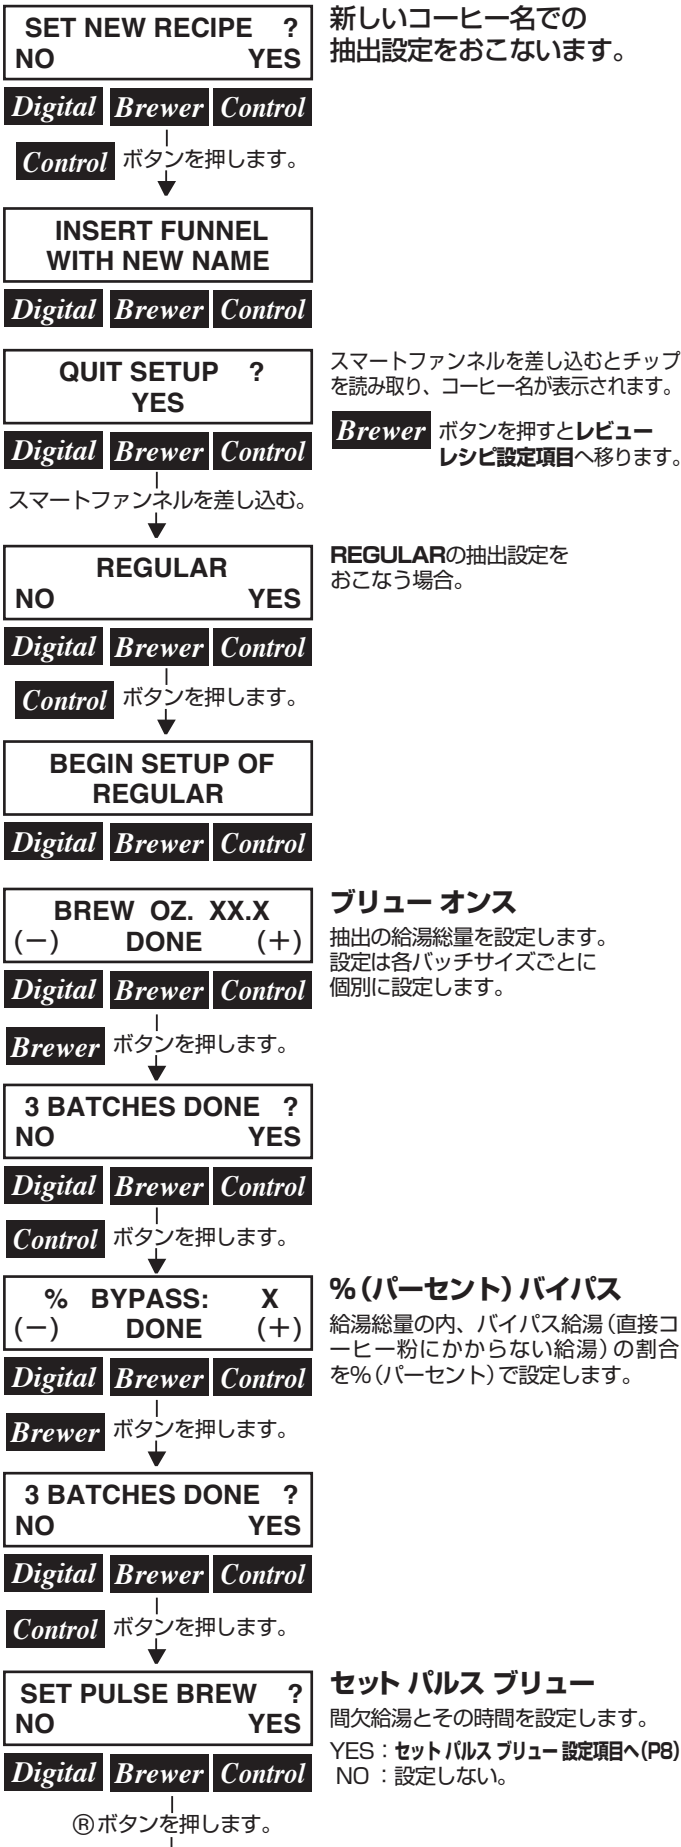 SET NEW RECIPE ?
NO YES
新しいコーヒー名での
抽出設定をおこないます。
Digital Brewer Control
Control ボタンを押します。
INSERT FUNNEL
WITH NEW NAME
Digital Brewer Control
QUIT SETUP ?
YES
スマートファンネルを差し込むとチップ
を読み取り、コーヒー名が表示されます。
Brewer ボタンを押すとレビュー
レシピ設定項目へ移ります。
Digital Brewer Control
スマートファンネルを差し込む。
REGULAR
NO YES
REGULARの抽出設定を
おこなう場合。
Digital Brewer Control
Control ボタンを押します。
BEGIN SETUP OF
REGULAR
Digital Brewer Control
BREW OZ. XX.X
(－) DONE (＋)
ブリュー オンス
抽出の給湯総量を設定します。
設定は各バッチサイズごとに
個別に設定します。
Digital Brewer Control
Brewer ボタンを押します。
3 BATCHES DONE ?
NO YES
Digital Brewer Control
Control ボタンを押します。
% BYPASS: X
(－) DONE (＋)
%(パーセント)バイパス
給湯総量の内、バイパス給湯(直接コ
ーヒー粉にかからない給湯)の割合
を%(パーセント)で設定します。
Digital Brewer Control
Brewer ボタンを押します。
3 BATCHES DONE ?
NO YES
Digital Brewer Control
Control ボタンを押します。
SET PULSE BREW ?
NO YES
セット パルス ブリュー
間欠給湯とその時間を設定します。
YES：セット パルス ブリュー 設定項目へ(P8)
NO ：設定しない。
Digital Brewer Control
Ⓡボタンを押します。